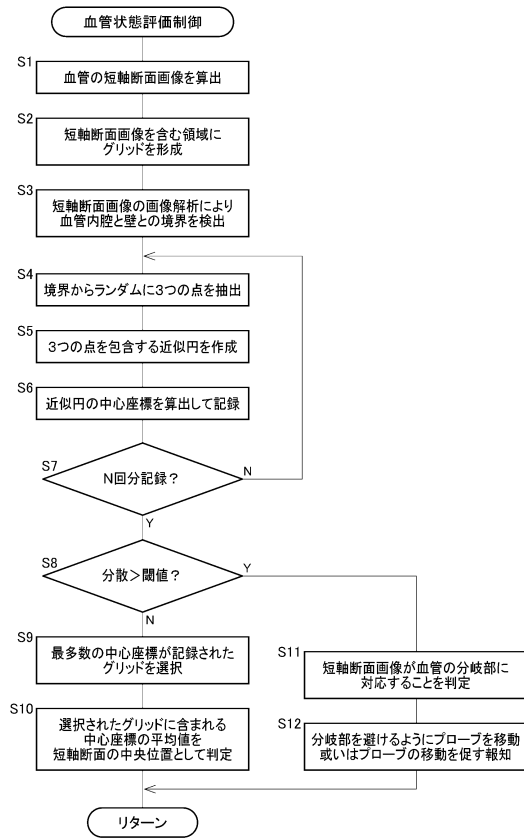 血管状態評価制御
S1
血管の短軸断面画像を算出
S2
短軸断面画像を含む領域に
グリッドを形成
S3
短軸断面画像の画像解析により
血管内腔と壁との境界を検出
S4
境界からランダムに3つの点を抽出
S5
3つの点を包含する近似円を作成
S6
近似円の中心座標を算出して記録
S7
N回分記録?
N
Y
S8
分散>閾値?
Y
N
S9
最多数の中心座標が記録された
グリッドを選択
S10
選択されたグリッドに含まれる
中心座標の平均値を
短軸断面の中央位置として判定
S11
短軸断面画像が血管の分岐部に
対応することを判定
S12
分岐部を避けるようにプローブを移動
或いはプローブの移動を促す報知
リターン